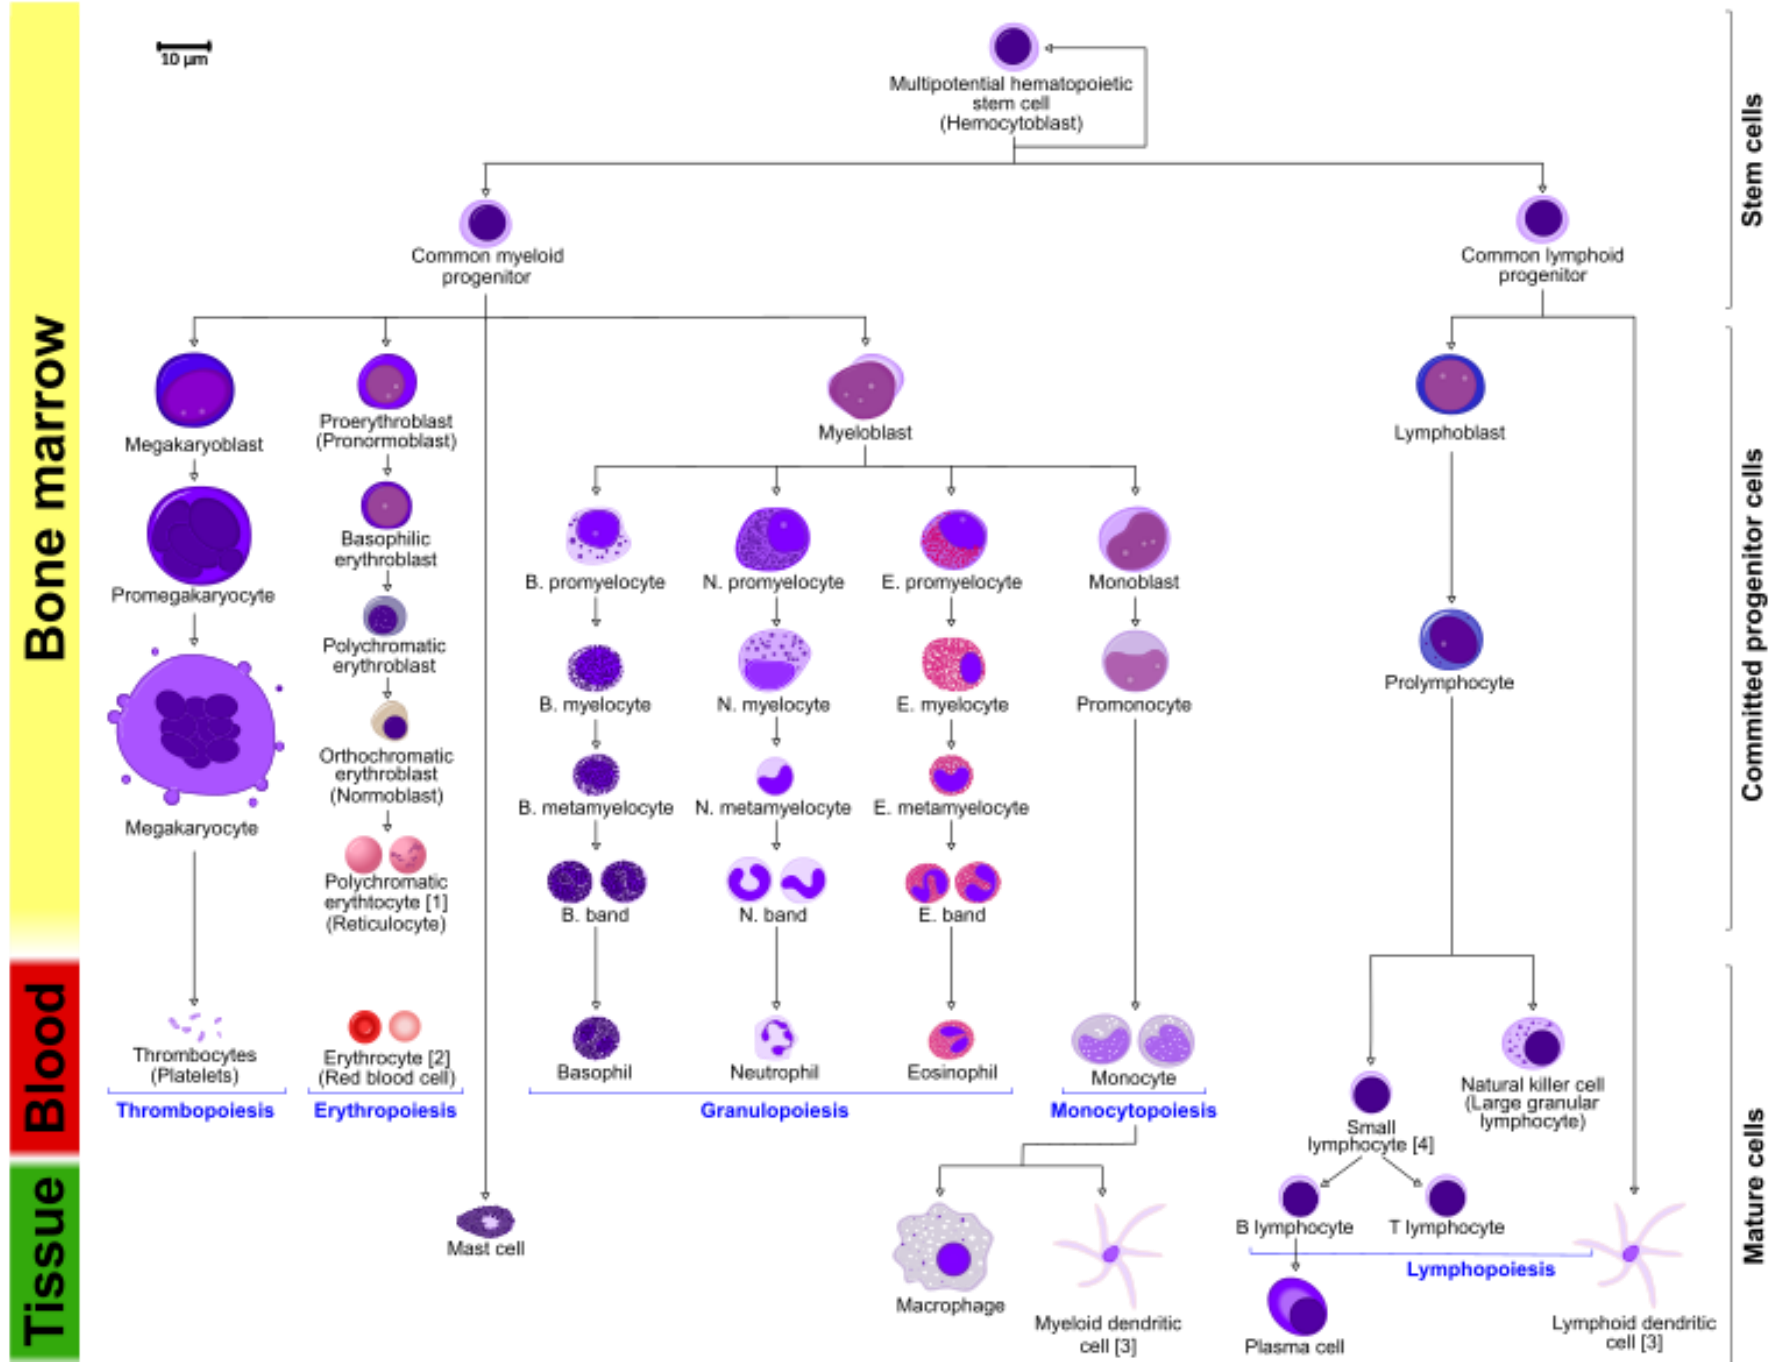 10 µm
Multipotential hematopoietic
stem cell
(Hemocytoblast)
Common myeloid
progenitor
Common lymphoid
progenitor
Megakaryoblast
Proerythroblast
(Pronormoblast)
Myeloblast
Lymphoblast
Basophilic
erythroblast
Promegakaryocyte
B. promyelocyte
N. promyelocyte
E. promyelocyte
Monoblast
Polychromatic
erythroblast
B. myelocyte
N. myelocyte
E. myelocyte
Promonocyte
Prolymphocyte
Orthochromatic
erythroblast
(Normoblast)
Megakaryocyte
B. metamyelocyte
N. metamyelocyte
E. metamyelocyte
Polychromatic
erythtocyte [1]
(Reticulocyte)
B. band
N. band
E. band
Thrombocytes
(Platelets)
Erythrocyte [2]
(Red blood cell)
Basophil
Neutrophil
Eosinophil
Monocyte
Natural killer cell
(Large granular
lymphocyte)
Small
lymphocyte [4]
Thrombopoiesis
Erythropoiesis
Granulopoiesis
Monocytopoiesis
B lymphocyte
T lymphocyte
Lymphopoiesis
Mast cell
Macrophage
Myeloid dendritic
cell [3]
Plasma cell
Lymphoid dendritic
cell [3]
Bone marrow
Blood
Tissue
Stem cells
Committed progenitor cells
Mature cells